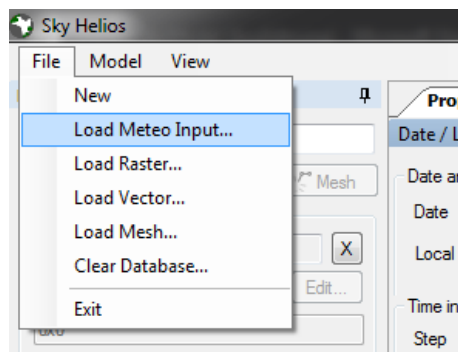 Sky Helios
File Model View
New
Load Meteo Input...
Load Raster...
Load Vector...
Load Mesh...
Clear Database...
Exit
Mesh
X
Edit...
0x0
Pro
Date / L
Date a
Date
Local
Time in
Step